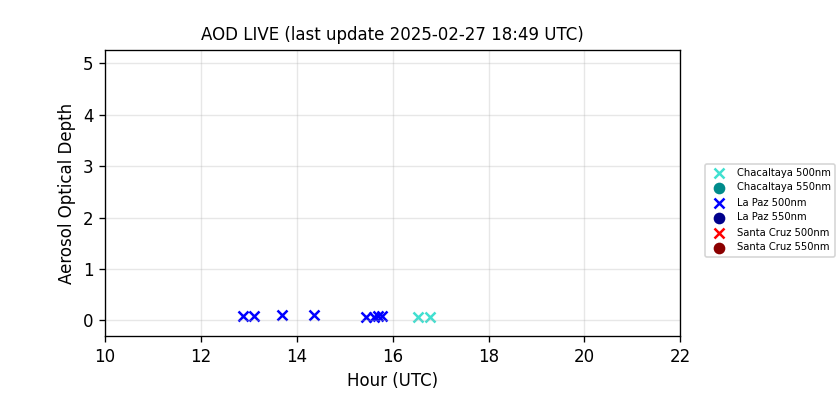 AOD LIVE (last update 2025-02-27 18:49 UTC)
5
4
3
2
1
0
Aerosol Optical Depth
10 12 14 16 18 20 22
Hour (UTC)
Chacaltaya 500nm
Chacaltaya 550nm
La Paz 500nm
La Paz 550nm
Santa Cruz 500nm
Santa Cruz 550nm